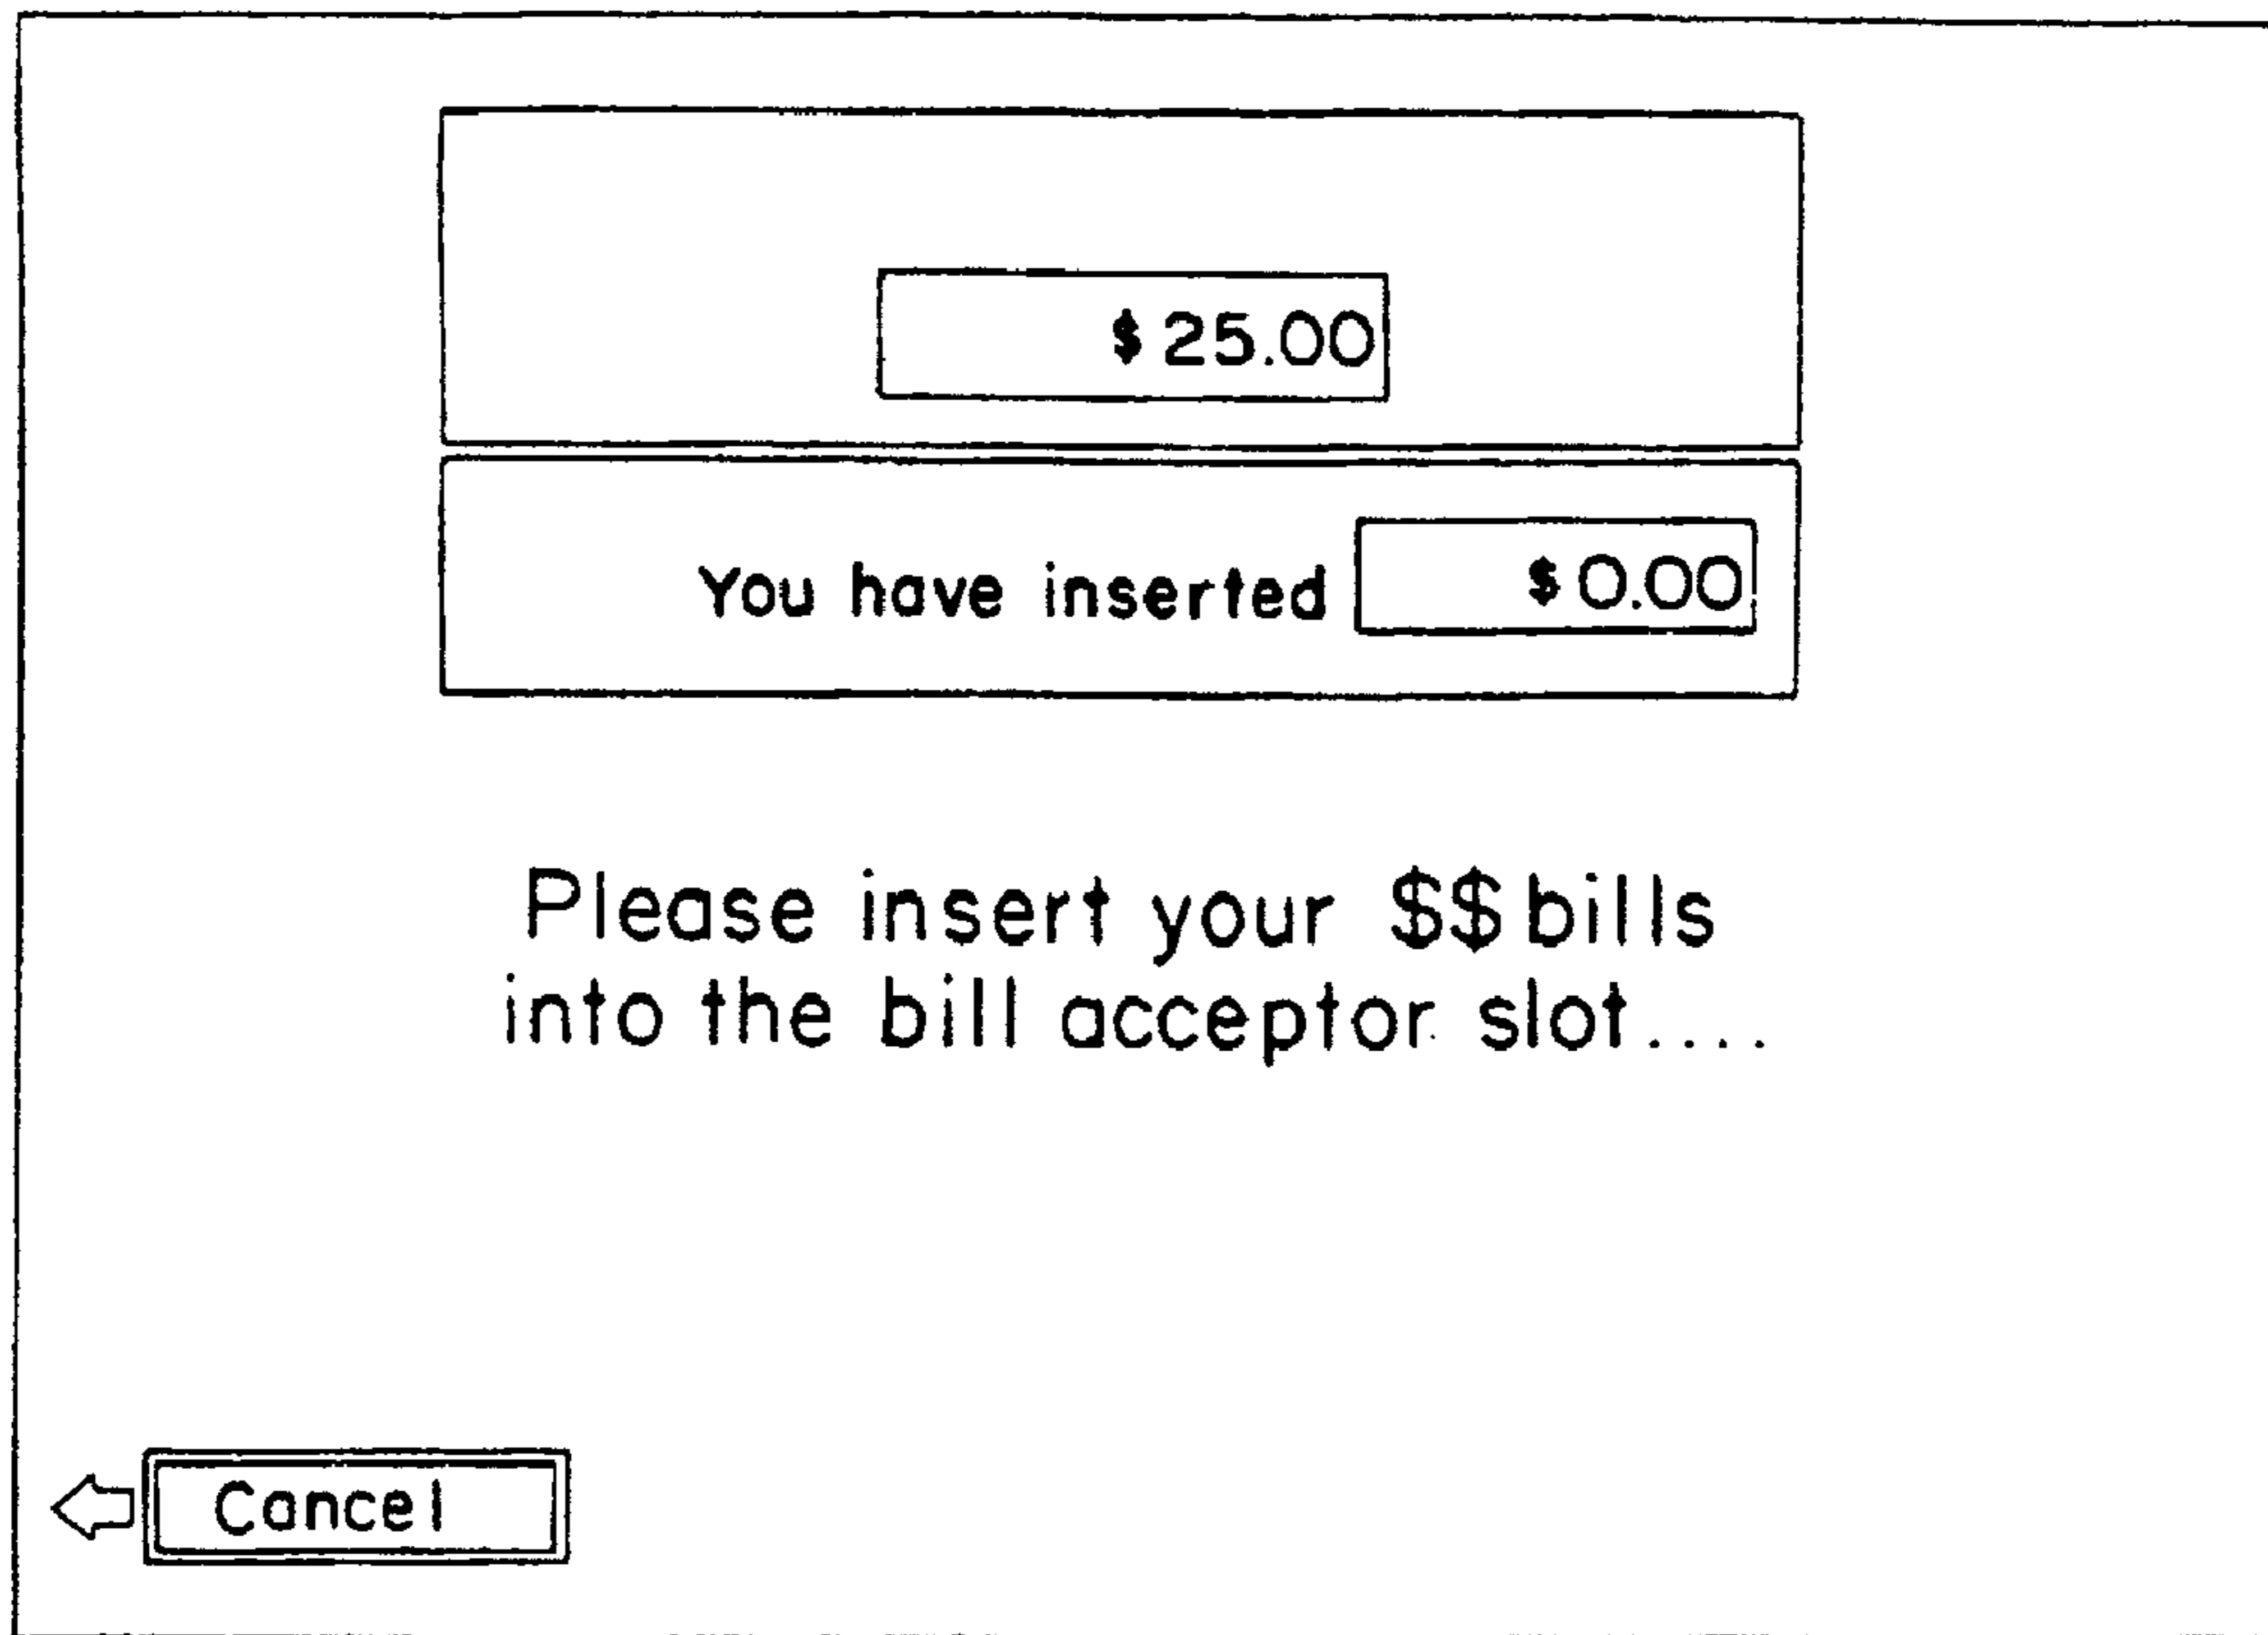 $25.00
You have inserted $0.00
Please insert your $$ bills
into the bill acceptor slot....
Cancel